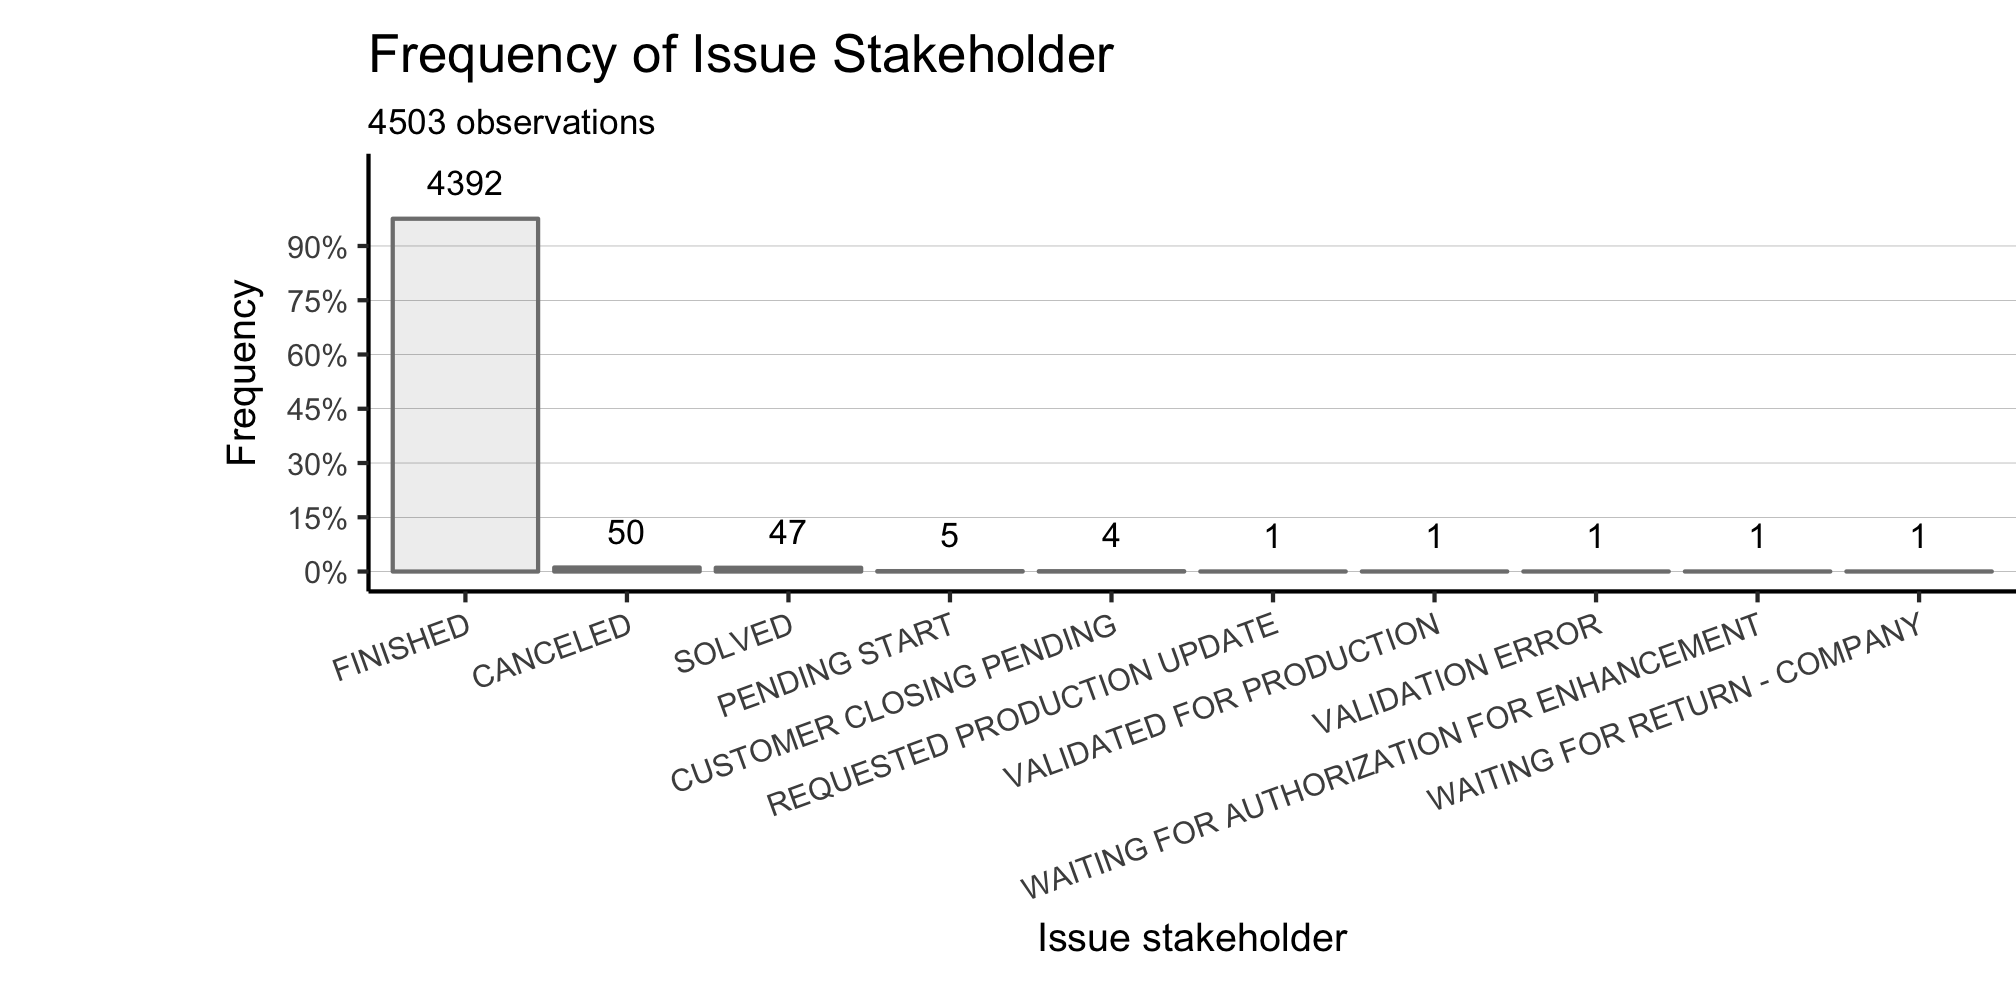 Frequency of Issue Stakeholder
4503 observations
4392
90%
75%
60%
45%
30%
15%
0%
Frequency
50
47
5
4
1
1
1
1
1
FINISHED
CANCELED
SOLVED
PENDING START
CUSTOMER CLOSING PENDING
REQUESTED PRODUCTION UPDATE
VALIDATED FOR PRODUCTION
VALIDATION ERROR
WAITING FOR AUTHORIZATION FOR ENHANCEMENT
WAITING FOR RETURN - COMPANY
Issue stakeholder